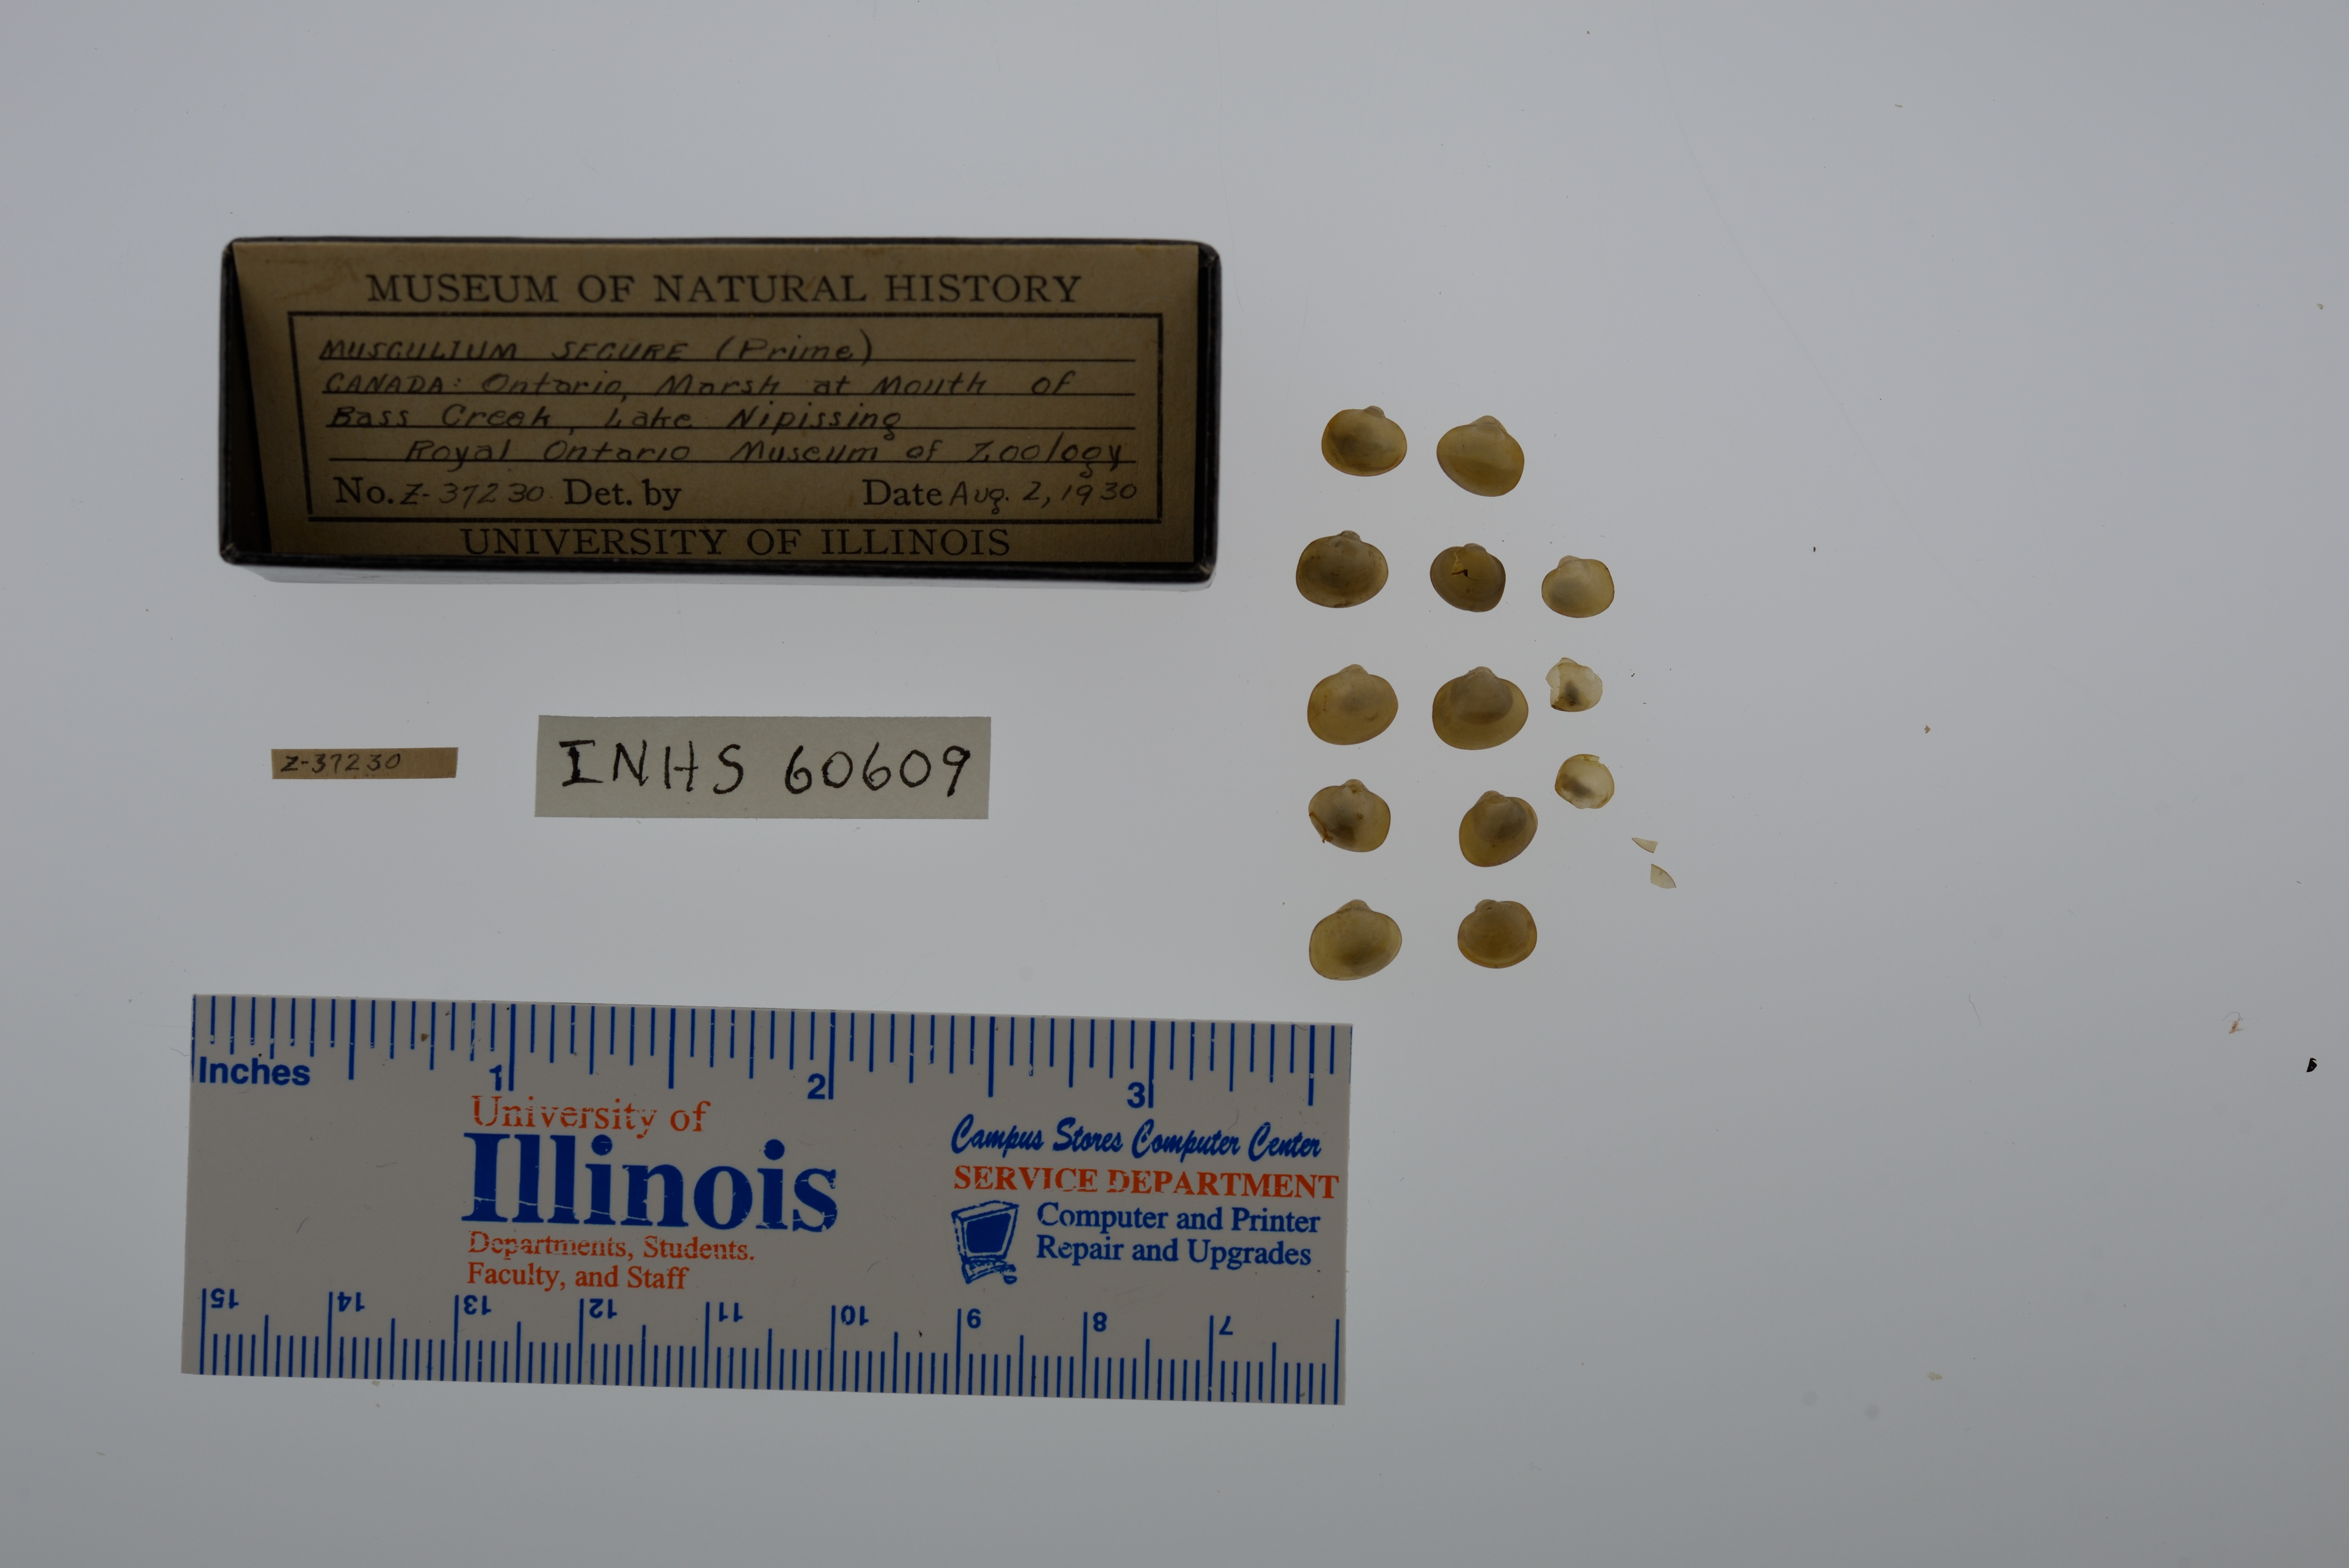 MUSEUM OF NATURAL HISTORY
MUSCULIUM SECURE (Prime)
CANADA: Ontario, Marsh at Mouth of
Bass Creek, Lake Nipissing
Royal Ontario Museum of Zoology
No. Z-37230 Det. by Date Aug. 2, 1930
UNIVERSITY OF ILLINOIS
Z-37230
INHS 60609
Inches 1 2 3
University of
Illinois
Departments, Students.
Faculty, and Staff
Campus Stores Computer Center
SERVICE DEPARTMENT
Computer and Printer
Repair and Upgrades
15 14 13 12 11 10 9 8 7